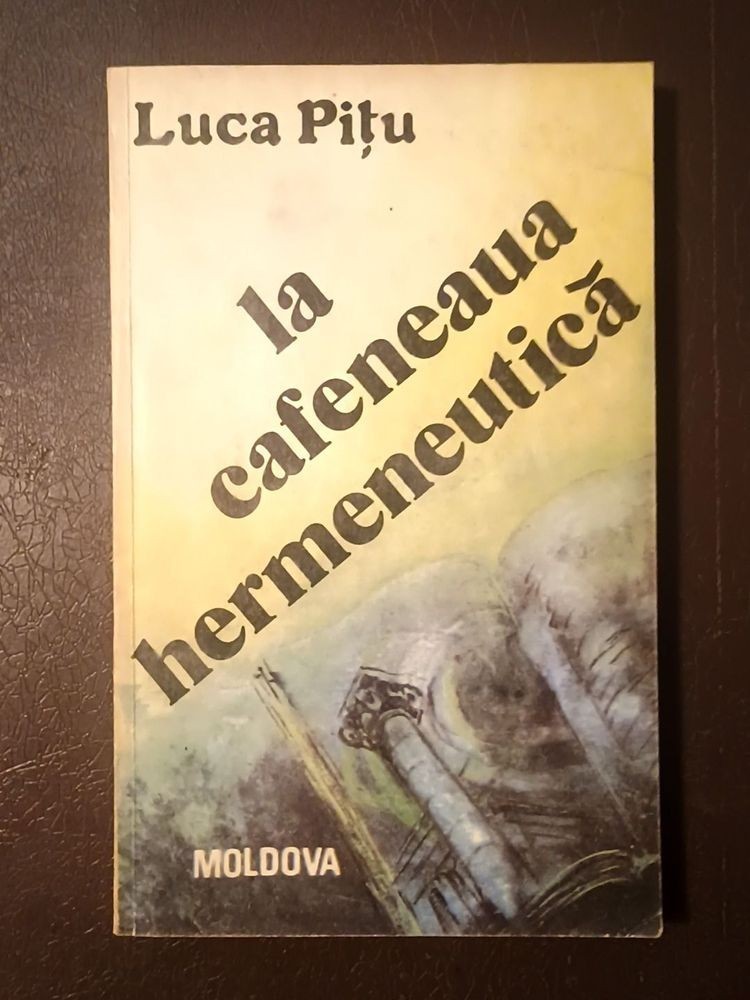 Luca Pițu
la
cafeneaua
hermeneutică
MOLDOVA